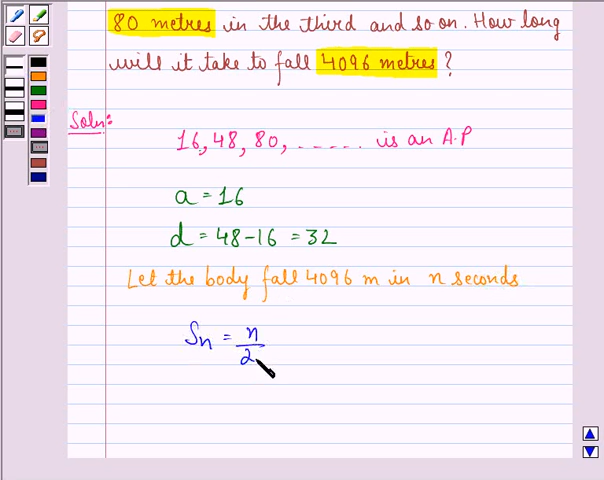 80 metres in the third and so on. How long
will it take to fall 4096 metres ?
Soln:
16, 48, 80, ------ is an A.P
a = 16
d = 48 - 16 = 32
Let the body fall 4096 m in n seconds
Sn = n/2